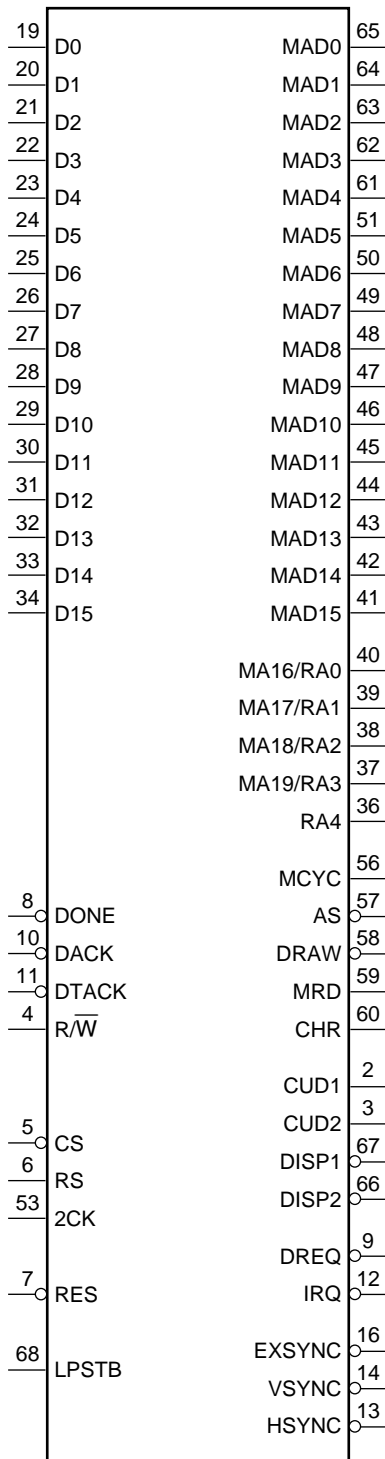 19 D0 MAD0 65
20 D1 MAD1 64
21 D2 MAD2 63
22 D3 MAD3 62
23 D4 MAD4 61
24 D5 MAD5 51
25 D6 MAD6 50
26 D7 MAD7 49
27 D8 MAD8 48
28 D9 MAD9 47
29 D10 MAD10 46
30 D11 MAD11 45
31 D12 MAD12 44
32 D13 MAD13 43
33 D14 MAD14 42
34 D15 MAD15 41
MA16/RA0 40
MA17/RA1 39
MA18/RA2 38
MA19/RA3 37
RA4 36
MCYC 56
8 DONE AS 57
10 DACK DRAW 58
11 DTACK MRD 59
4 R/W̅ CHR 60
CUD1 2
5 CS CUD2 3
6 RS DISP1 67
53 2CK DISP2 66
DREQ 9
7 RES IRQ 12
EXSYNC 16
68 LPSTB VSYNC 14
HSYNC 13